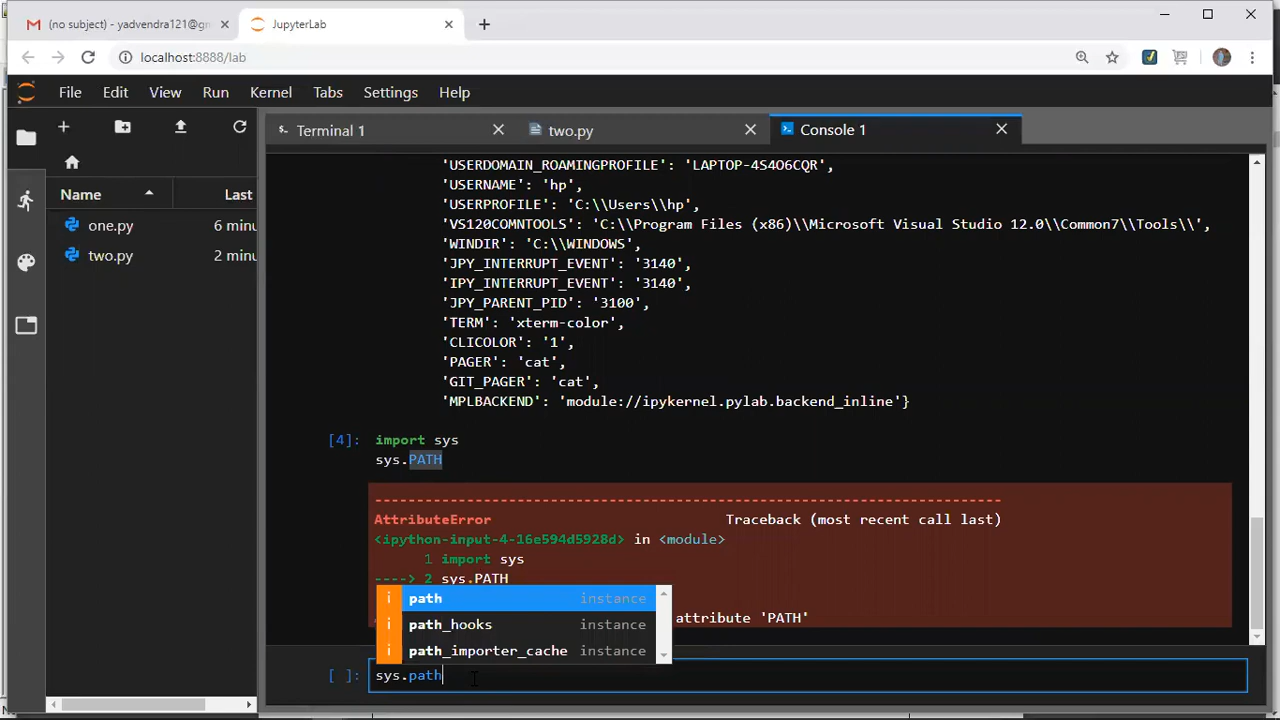 (no subject) - yadvendra121@gn
JupyterLab
localhost:8888/lab
File Edit View Run Kernel Tabs Settings Help
Terminal 1
two.py
Console 1
Name
Last
one.py 6 minu
two.py 2 minu
'USERDOMAIN_ROAMINGPROFILE': 'LAPTOP-4S4O6CQR',
'USERNAME': 'hp',
'USERPROFILE': 'C:\\Users\\hp',
'VS120COMNTOOLS': 'C:\\Program Files (x86)\\Microsoft Visual Studio 12.0\\Common7\\Tools\\',
'WINDIR': 'C:\\WINDOWS',
'JPY_INTERRUPT_EVENT': '3140',
'IPY_INTERRUPT_EVENT': '3140',
'JPY_PARENT_PID': '3100',
'TERM': 'xterm-color',
'CLICOLOR': '1',
'PAGER': 'cat',
'GIT_PAGER': 'cat',
'MPLBACKEND': 'module://ipykernel.pylab.backend_inline'}
[4]: import sys
sys.PATH
---------------------------------------------------------------------------
AttributeError Traceback (most recent call last)
<ipython-input-4-16e594d5928d> in <module>
1 import sys
----> 2 sys.PATH
path instance
path_hooks instance
path_importer_cache instance
attribute 'PATH'
[ ]: sys.path